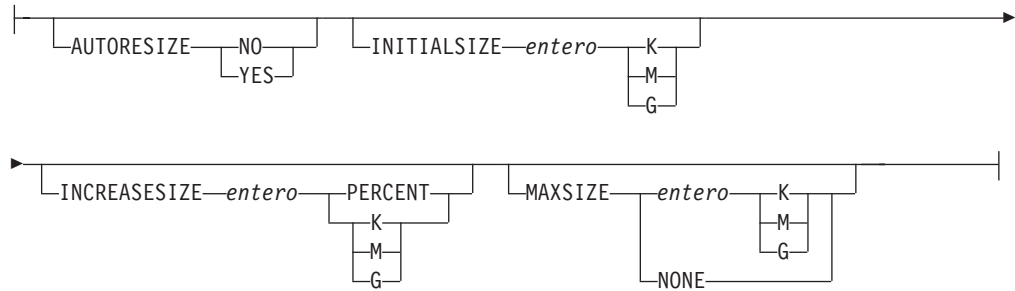 AUTORESIZE NO INITIALSIZE entero K
YES M
G
INCREASESIZE entero PERCENT MAXSIZE entero K
K M
M G
G NONE